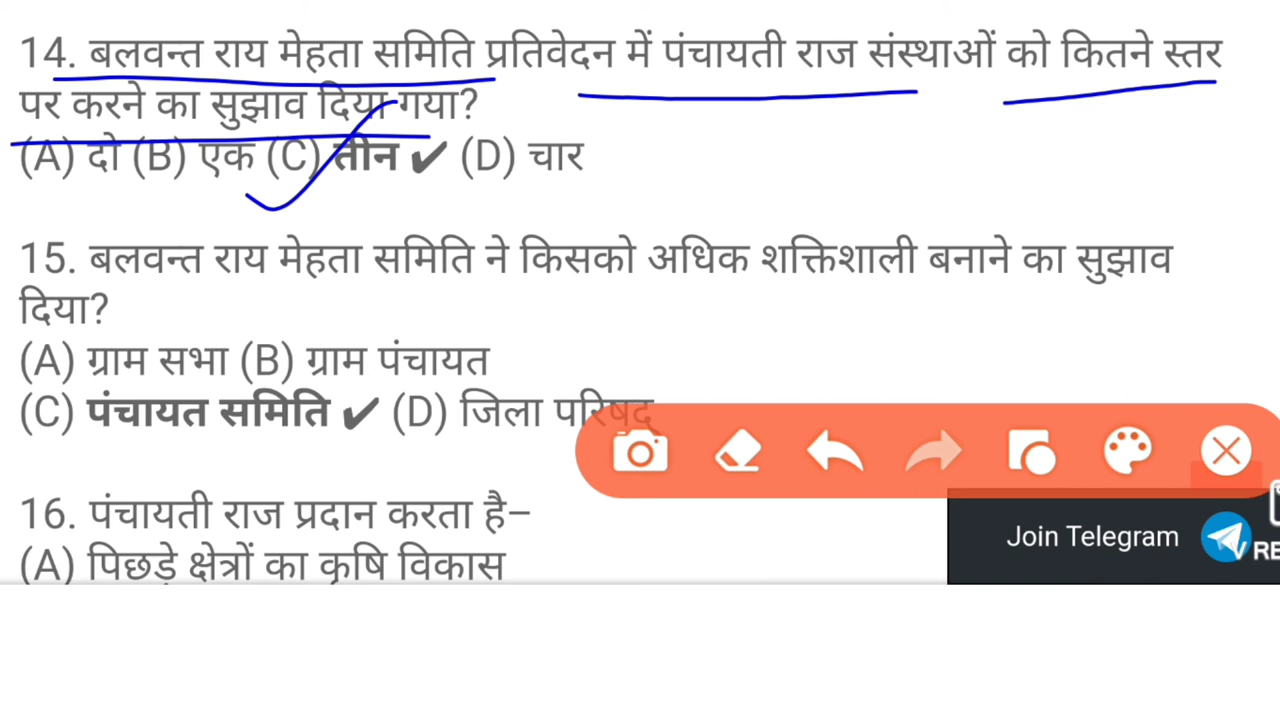 14. बलवन्त राय मेहता समिति प्रतिवेदन में पंचायती राज संस्थाओं को कितने स्तर
पर करने का सुझाव दिया गया?
(A) दो (B) एक (C) तीन ✔ (D) चार
15. बलवन्त राय मेहता समिति ने किसको अधिक शक्तिशाली बनाने का सुझाव
दिया?
(A) ग्राम सभा (B) ग्राम पंचायत
(C) पंचायत समिति ✔ (D) जिला परिषद्
16. पंचायती राज प्रदान करता है–
(A) पिछड़े क्षेत्रों का कृषि विकास
Join Telegram